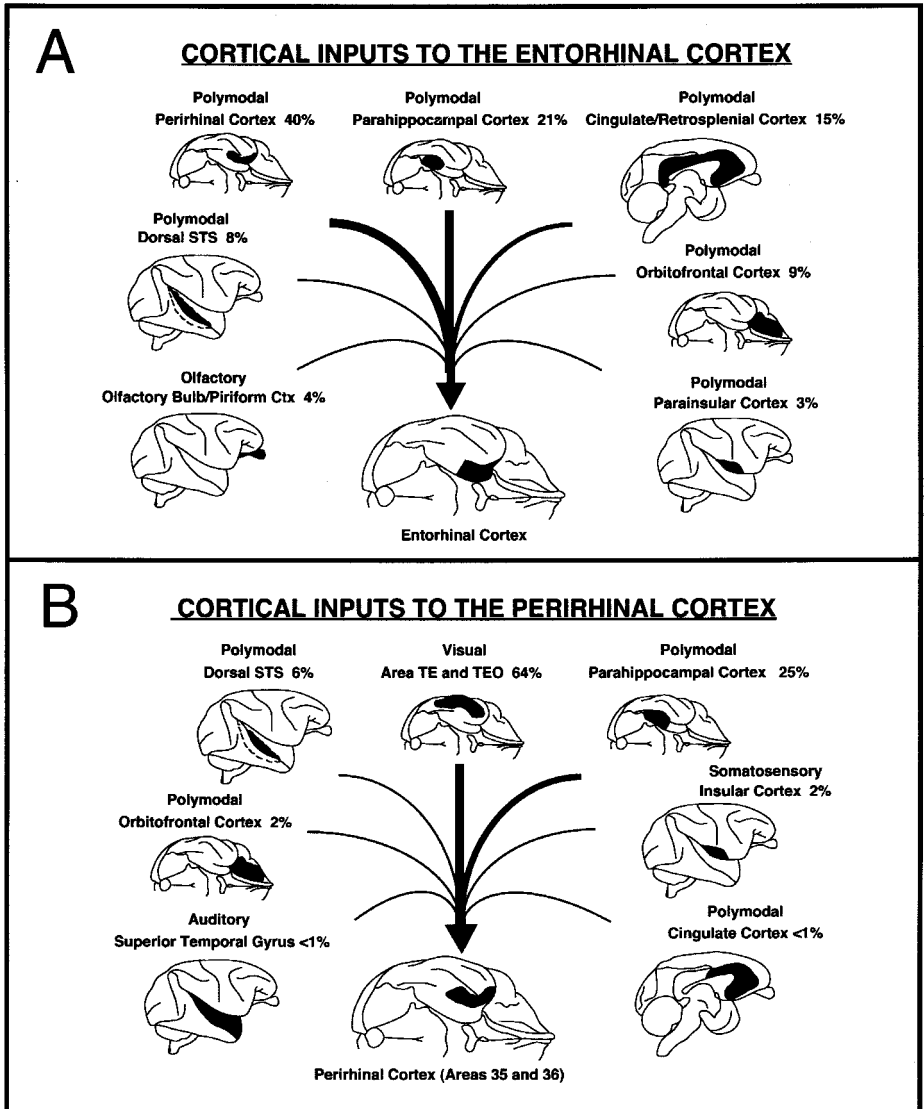 A
CORTICAL INPUTS TO THE ENTORHINAL CORTEX
Polymodal
Perirhinal Cortex 40%
Polymodal
Parahippocampal Cortex 21%
Polymodal
Cingulate/Retrosplenial Cortex 15%
Polymodal
Dorsal STS 8%
Polymodal
Orbitofrontal Cortex 9%
Olfactory
Olfactory Bulb/Piriform Ctx 4%
Polymodal
Parainsular Cortex 3%
Entorhinal Cortex
B
CORTICAL INPUTS TO THE PERIRHINAL CORTEX
Polymodal
Dorsal STS 6%
Visual
Area TE and TEO 64%
Polymodal
Parahippocampal Cortex 25%
Somatosensory
Insular Cortex 2%
Polymodal
Orbitofrontal Cortex 2%
Auditory
Superior Temporal Gyrus <1%
Polymodal
Cingulate Cortex <1%
Perirhinal Cortex (Areas 35 and 36)